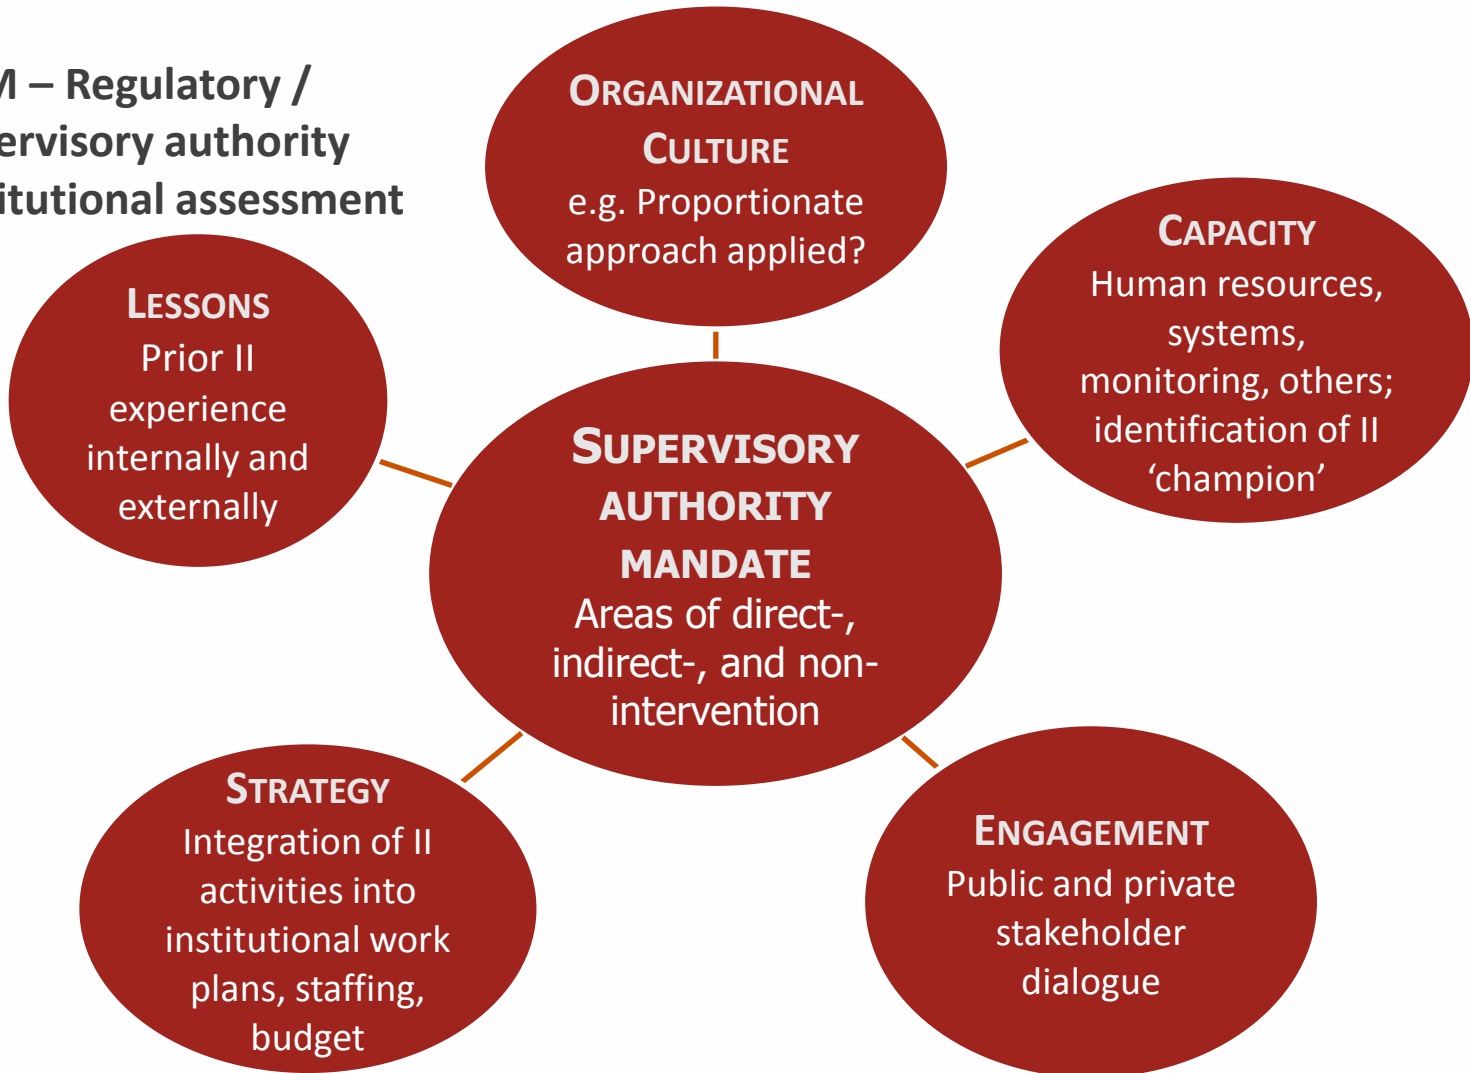 M – Regulatory /
ervisory authority
itutional assessment
ORGANIZATIONAL
CULTURE
e.g. Proportionate
approach applied?
CAPACITY
Human resources,
systems,
monitoring, others;
identification of II
‘champion’
LESSONS
Prior II
experience
internally and
externally
SUPERVISORY
AUTHORITY
MANDATE
Areas of direct-,
indirect-, and non-
intervention
STRATEGY
Integration of II
activities into
institutional work
plans, staffing,
budget
ENGAGEMENT
Public and private
stakeholder
dialogue